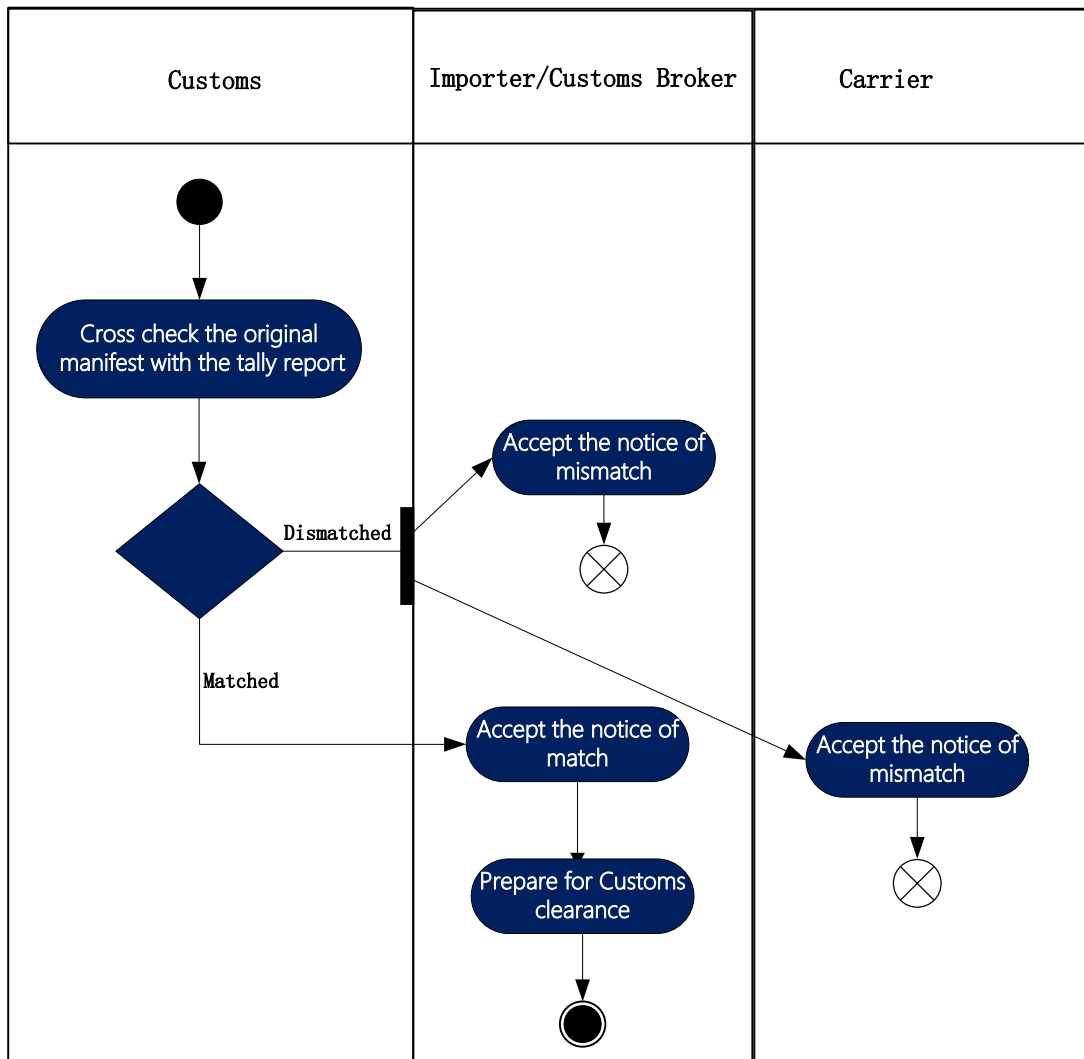 Customs
Importer/Customs Broker
Carrier
Cross check the original
manifest with the tally report
Accept the notice of
mismatch
Dismatched
Matched
Accept the notice of
match
Accept the notice of
mismatch
Prepare for Customs
clearance